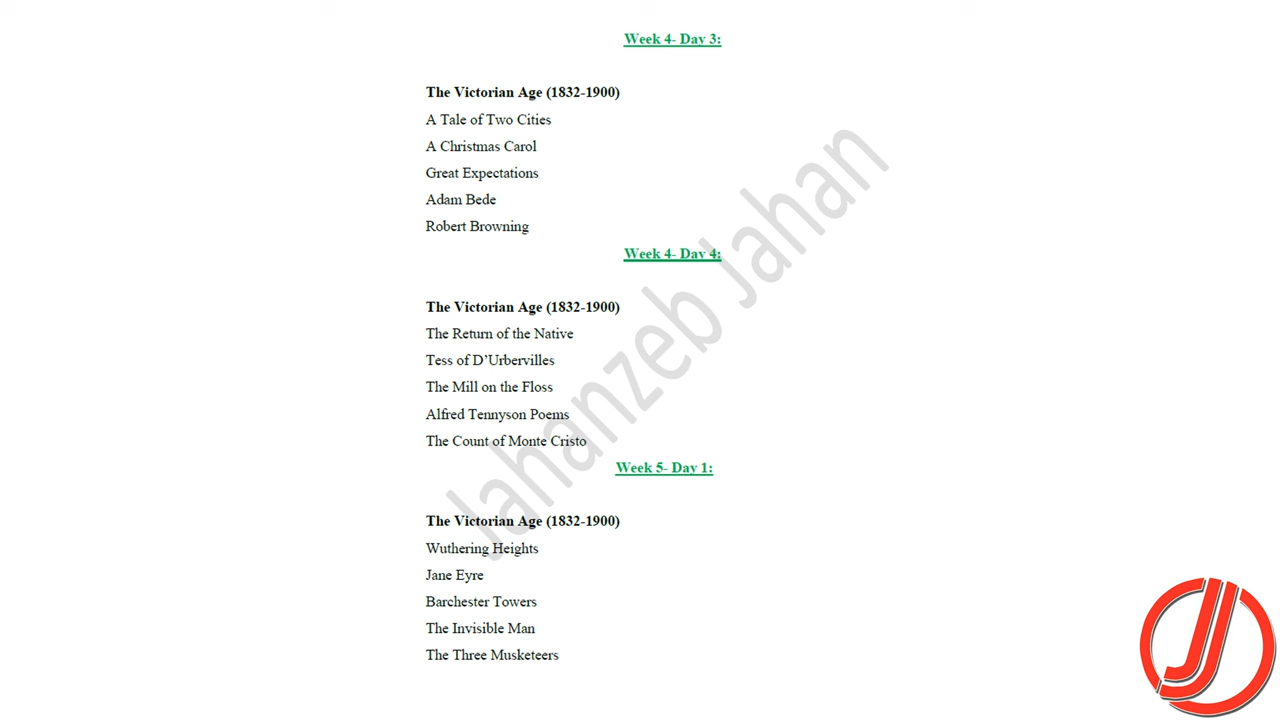 Week 4- Day 3:
The Victorian Age (1832-1900)
A Tale of Two Cities
A Christmas Carol
Great Expectations
Adam Bede
Robert Browning
Week 4- Day 4:
The Victorian Age (1832-1900)
The Return of the Native
Tess of D’Urbervilles
The Mill on the Floss
Alfred Tennyson Poems
The Count of Monte Cristo
Week 5- Day 1:
The Victorian Age (1832-1900)
Wuthering Heights
Jane Eyre
Barchester Towers
The Invisible Man
The Three Musketeers
Jahanzeb Jahan
JJ